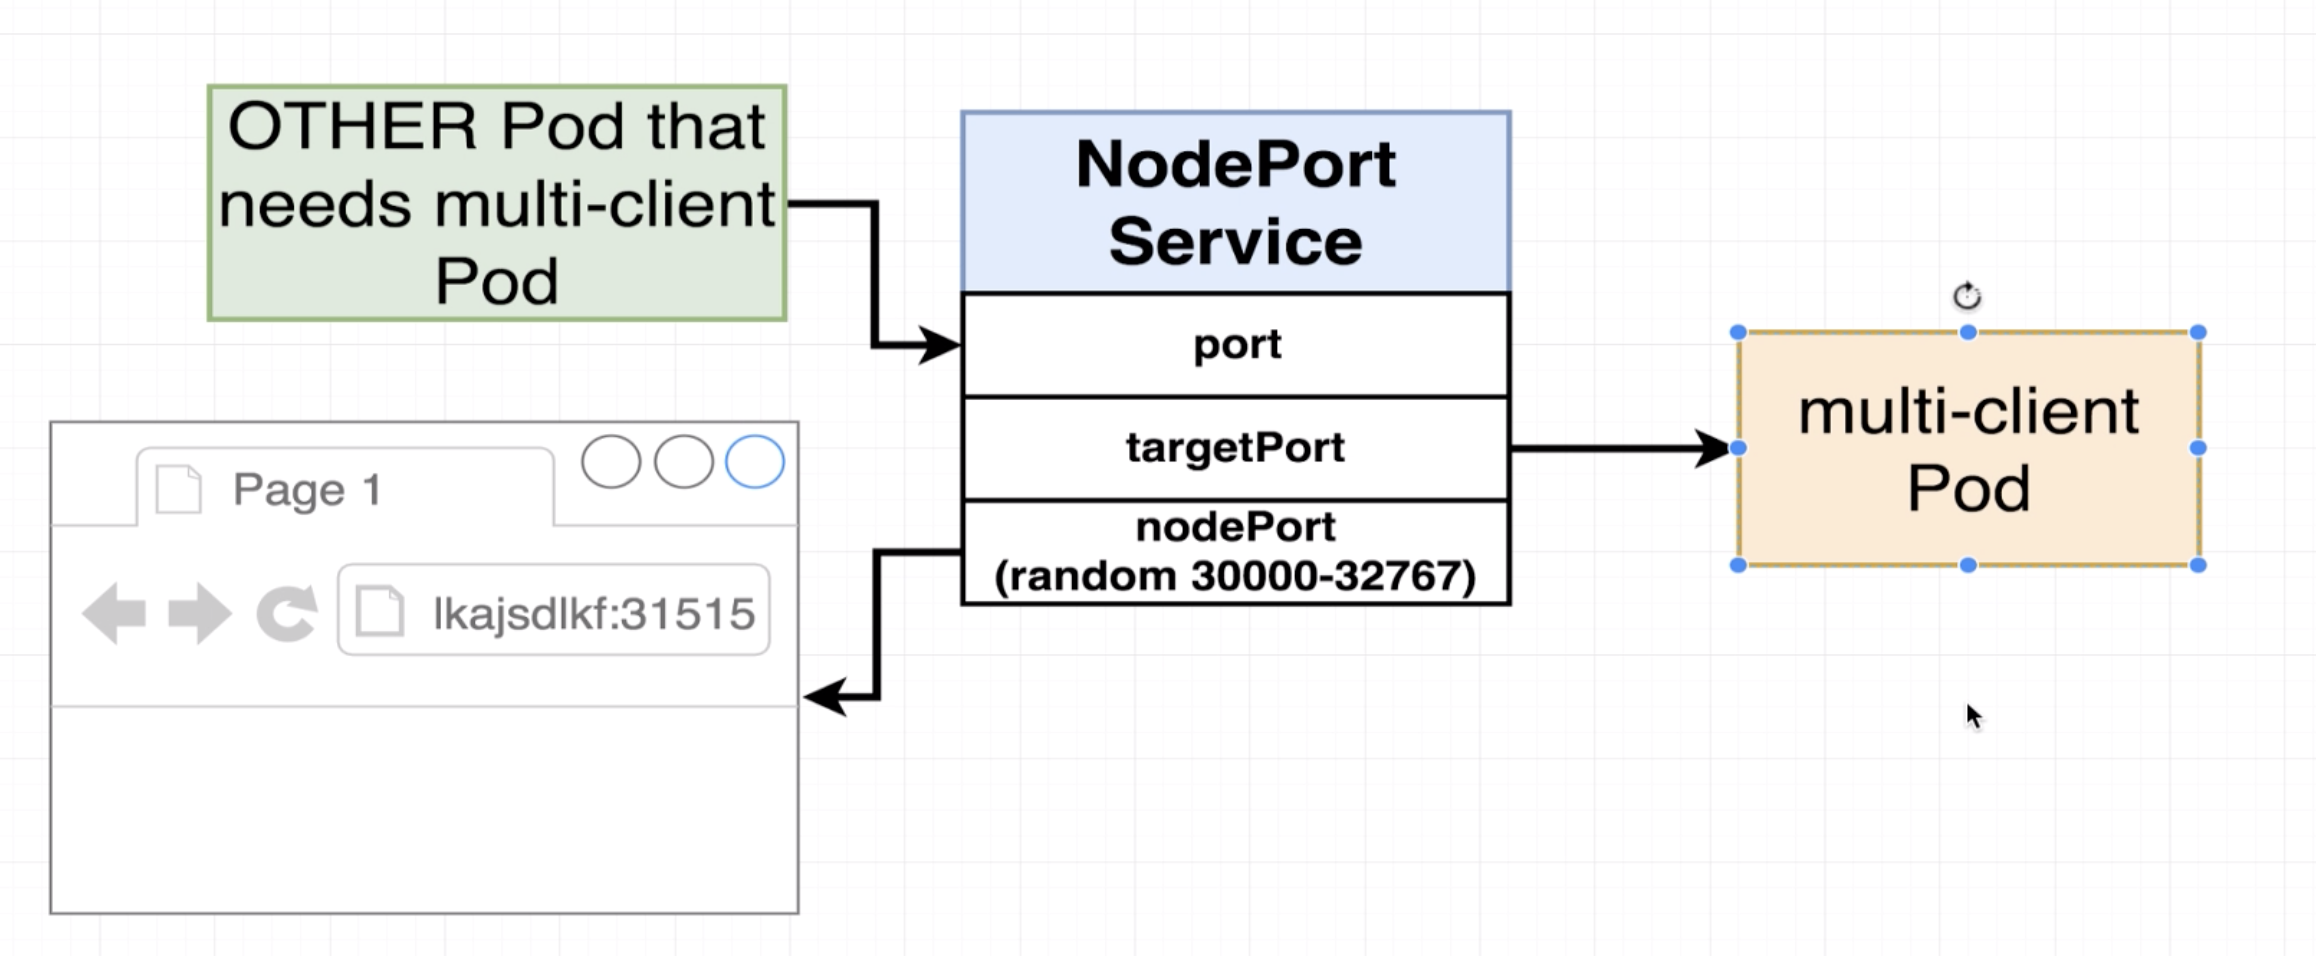 OTHER Pod that
needs multi-client
Pod
NodePort
Service
port
targetPort
nodePort
(random 30000-32767)
multi-client
Pod
Page 1
lkajsdlkf:31515